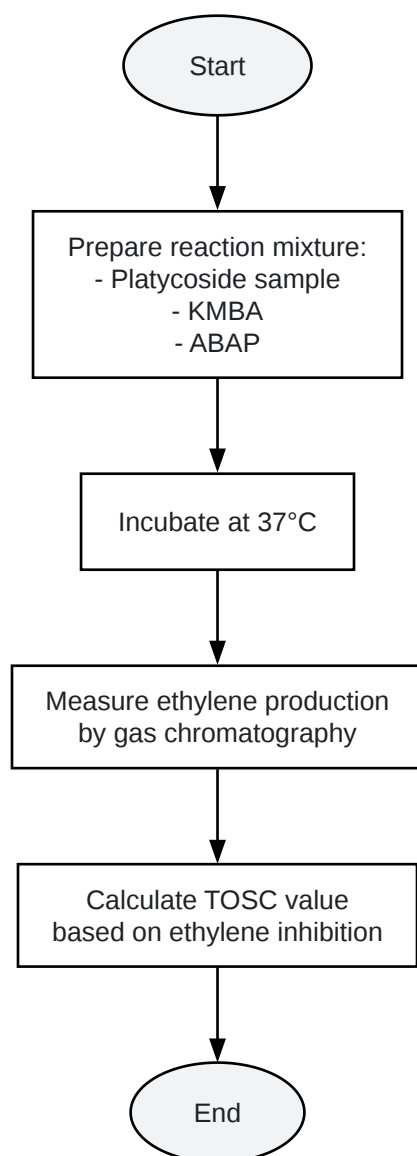 Start
Prepare reaction mixture:
- Platycoside sample
- KMBA
- ABAP
Incubate at 37°C
Measure ethylene production
by gas chromatography
Calculate TOSC value
based on ethylene inhibition
End